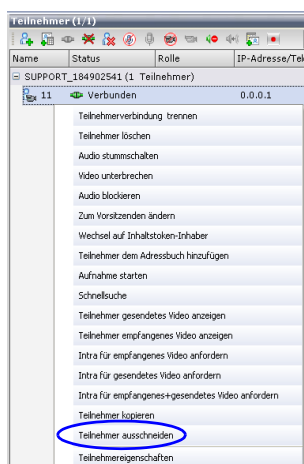 Teilnehmer (1/1)
Name Status Rolle IP-Adresse/Tel
SUPPORT_184902541 (1 Teilnehmer)
11 Verbunden 0.0.0.1
Teilnehmerverbindung trennen
Teilnehmer löschen
Audio stummschalten
Video unterbrechen
Audio blockieren
Zum Vorsitzenden ändern
Wechsel auf Inhaltstoken-Inhaber
Teilnehmer dem Adressbuch hinzufügen
Aufnahme starten
Schnellsuche
Teilnehmer gesendetes Video anzeigen
Teilnehmer empfangenes Video anzeigen
Intra für empfangenes Video anfordern
Intra für gesendetes Video anfordern
Intra für empfangenes+gesendetes Video anfordern
Teilnehmer kopieren
Teilnehmer ausschneiden
Teilnehmereigenschaften